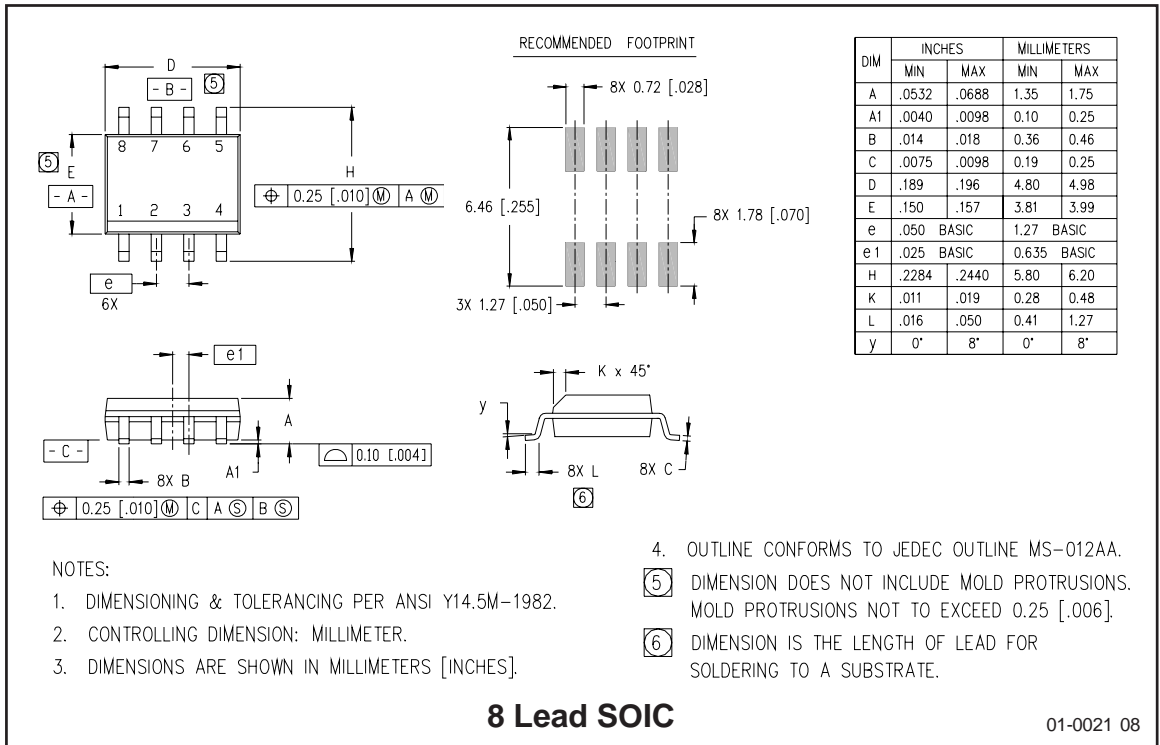 D
- B -
5
8 7 6 5
5
E
- A -
H
⌖ 0.25 [.010] Ⓜ A Ⓜ
1 2 3 4
e
6X
RECOMMENDED FOOTPRINT
8X 0.72 [.028]
6.46 [.255]
8X 1.78 [.070]
3X 1.27 [.050]
DIM INCHES MILLIMETERS
MIN MAX MIN MAX
A .0532 .0688 1.35 1.75
A1 .0040 .0098 0.10 0.25
B .014 .018 0.36 0.46
C .0075 .0098 0.19 0.25
D .189 .196 4.80 4.98
E .150 .157 3.81 3.99
e .050 BASIC 1.27 BASIC
e1 .025 BASIC 0.635 BASIC
H .2284 .2440 5.80 6.20
K .011 .019 0.28 0.48
L .016 .050 0.41 1.27
y 0° 8° 0° 8°
e1
A
- C -
8X B
A1
⌓ 0.10 [.004]
⌖ 0.25 [.010] Ⓜ C A Ⓢ B Ⓢ
K x 45°
y
8X L
6
8X C
NOTES:
1. DIMENSIONING & TOLERANCING PER ANSI Y14.5M-1982.
2. CONTROLLING DIMENSION: MILLIMETER.
3. DIMENSIONS ARE SHOWN IN MILLIMETERS [INCHES].
4. OUTLINE CONFORMS TO JEDEC OUTLINE MS-012AA.
5 DIMENSION DOES NOT INCLUDE MOLD PROTRUSIONS.
MOLD PROTRUSIONS NOT TO EXCEED 0.25 [.006].
6 DIMENSION IS THE LENGTH OF LEAD FOR
SOLDERING TO A SUBSTRATE.
8 Lead SOIC
01-0021 08